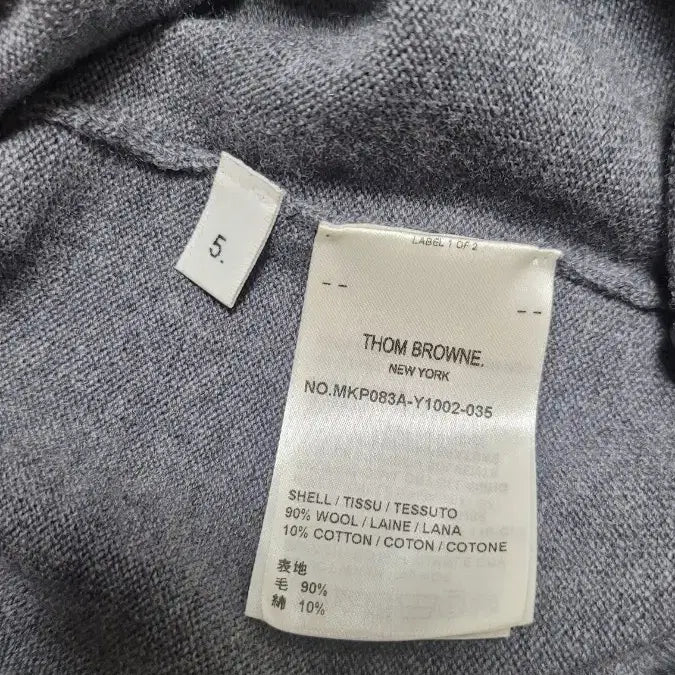 5.
LABEL 1 OF 2
THOM BROWNE.
NEW YORK
NO.MKP083A-Y1002-035
SHELL / TISSU / TESSUTO
90% WOOL / LAINE / LANA
10% COTTON / COTON / COTONE
表地
毛 90%
綿 10%